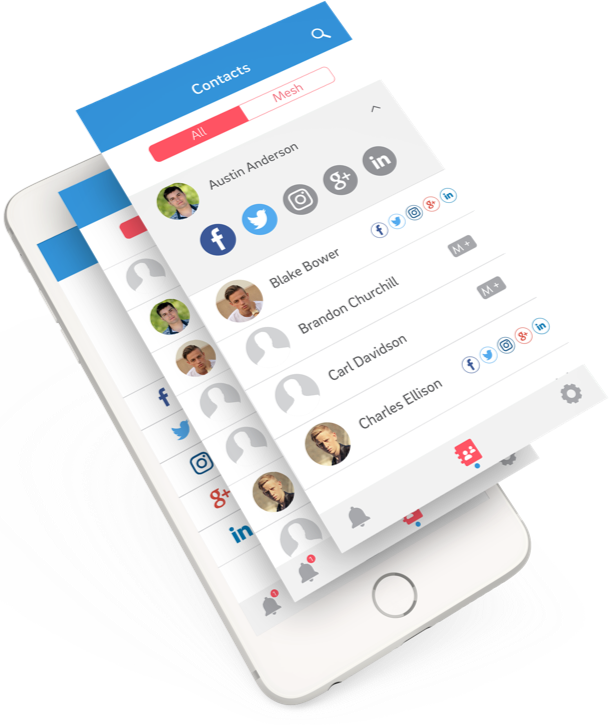 Contacts
All
Mesh
Austin Anderson
Blake Bower
M+
Brandon Churchill
M+
Carl Davidson
Charles Ellison